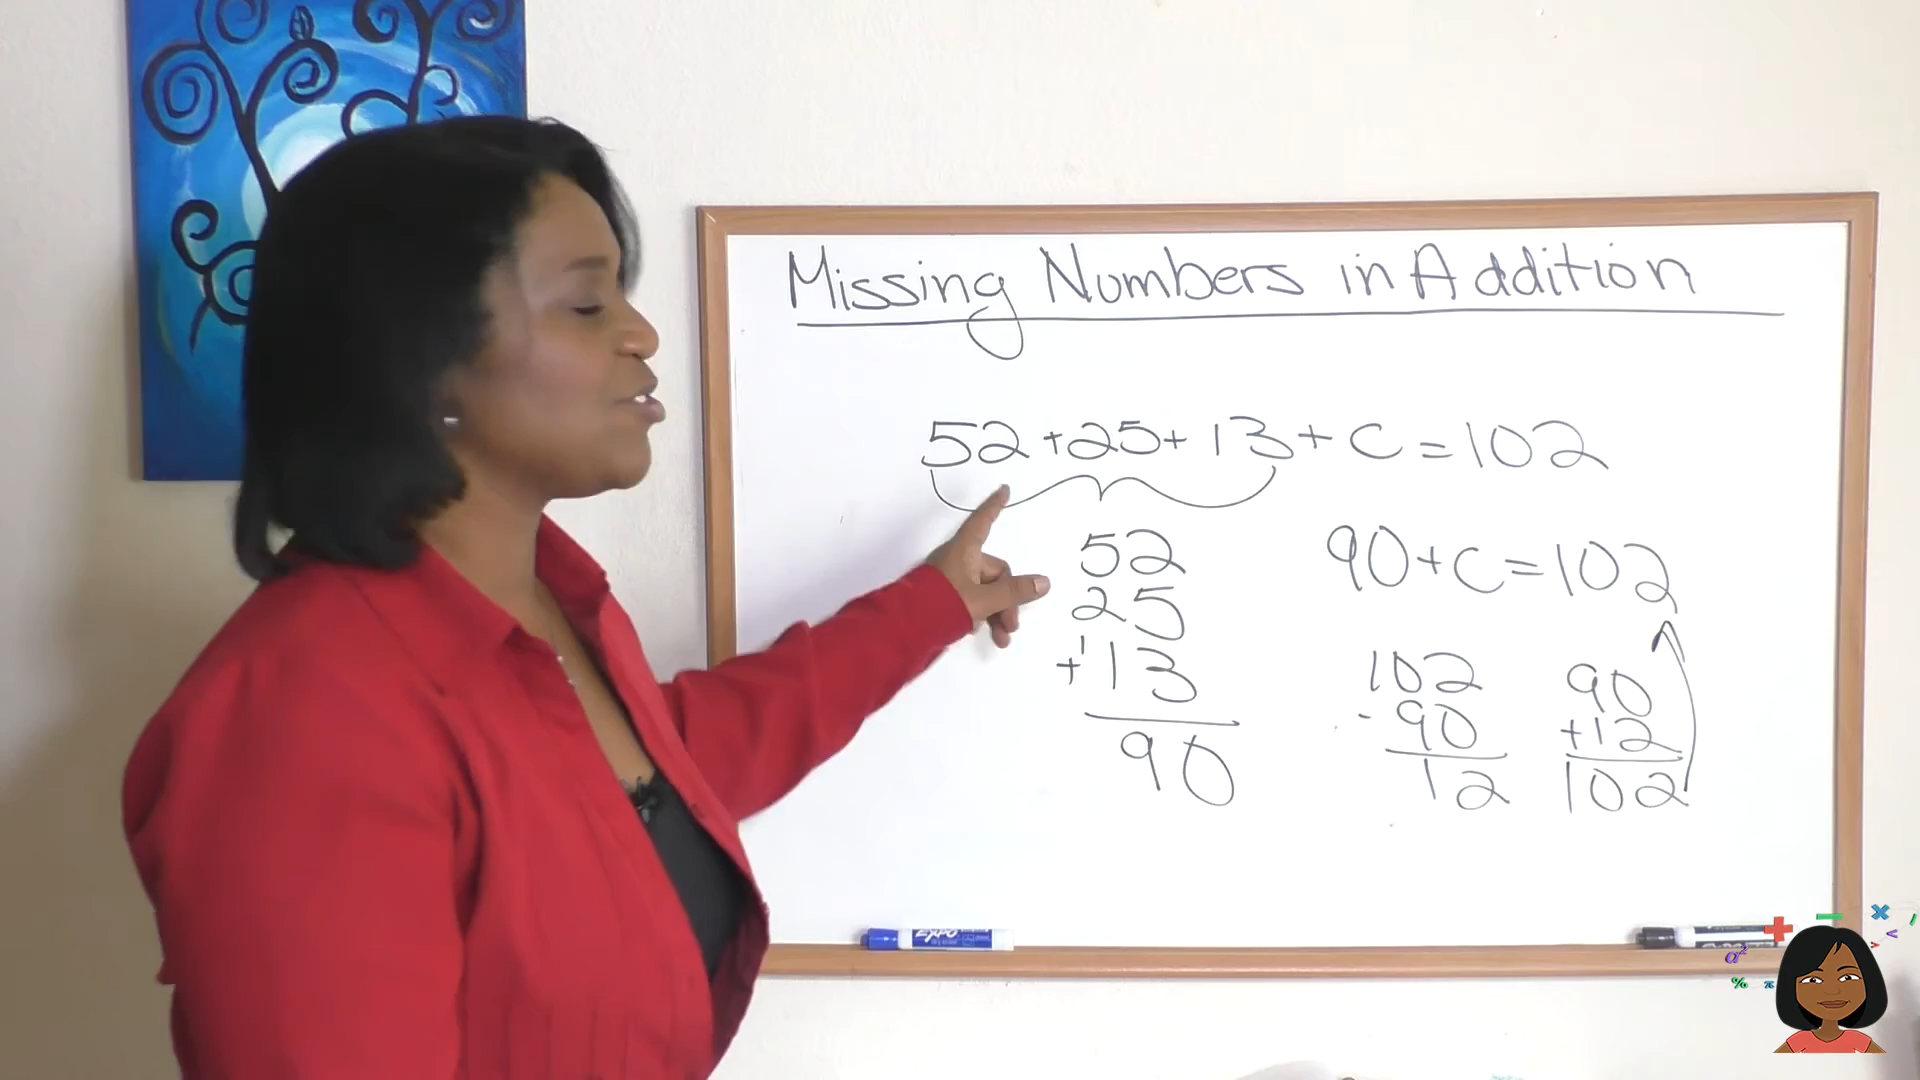 Missing Numbers in Addition
52+25+13+C=102
52
25
1
+13
90
90+C=102
102
-90
12
90
+12
102
EXPO